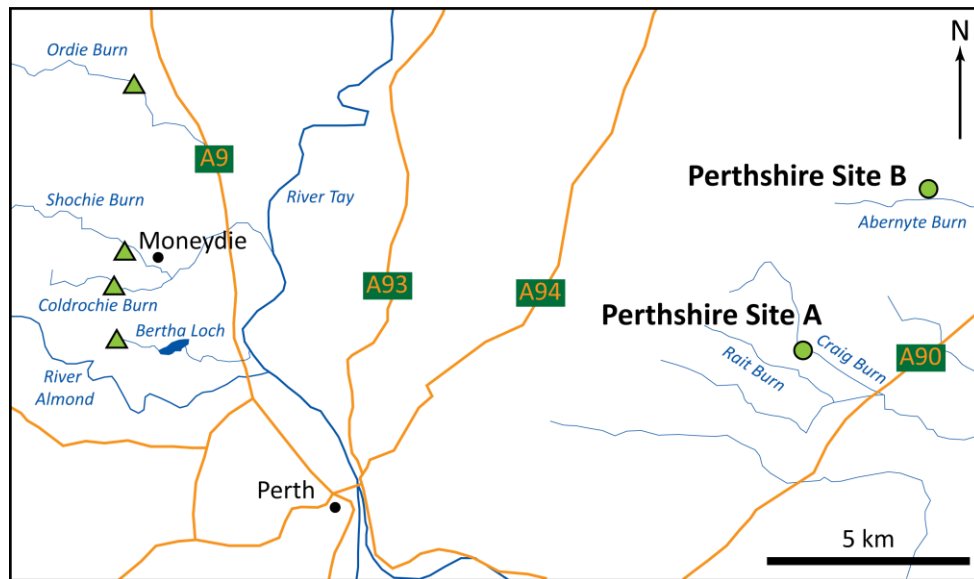 Ordie Burn
N
A9
Perthshire Site B
Shochie Burn
River Tay
Abernyte Burn
Moneydie
A93
A94
Coldrochie Burn
Perthshire Site A
Bertha Loch
Craig Burn
A90
Rait Burn
River
Almond
Perth
5 km